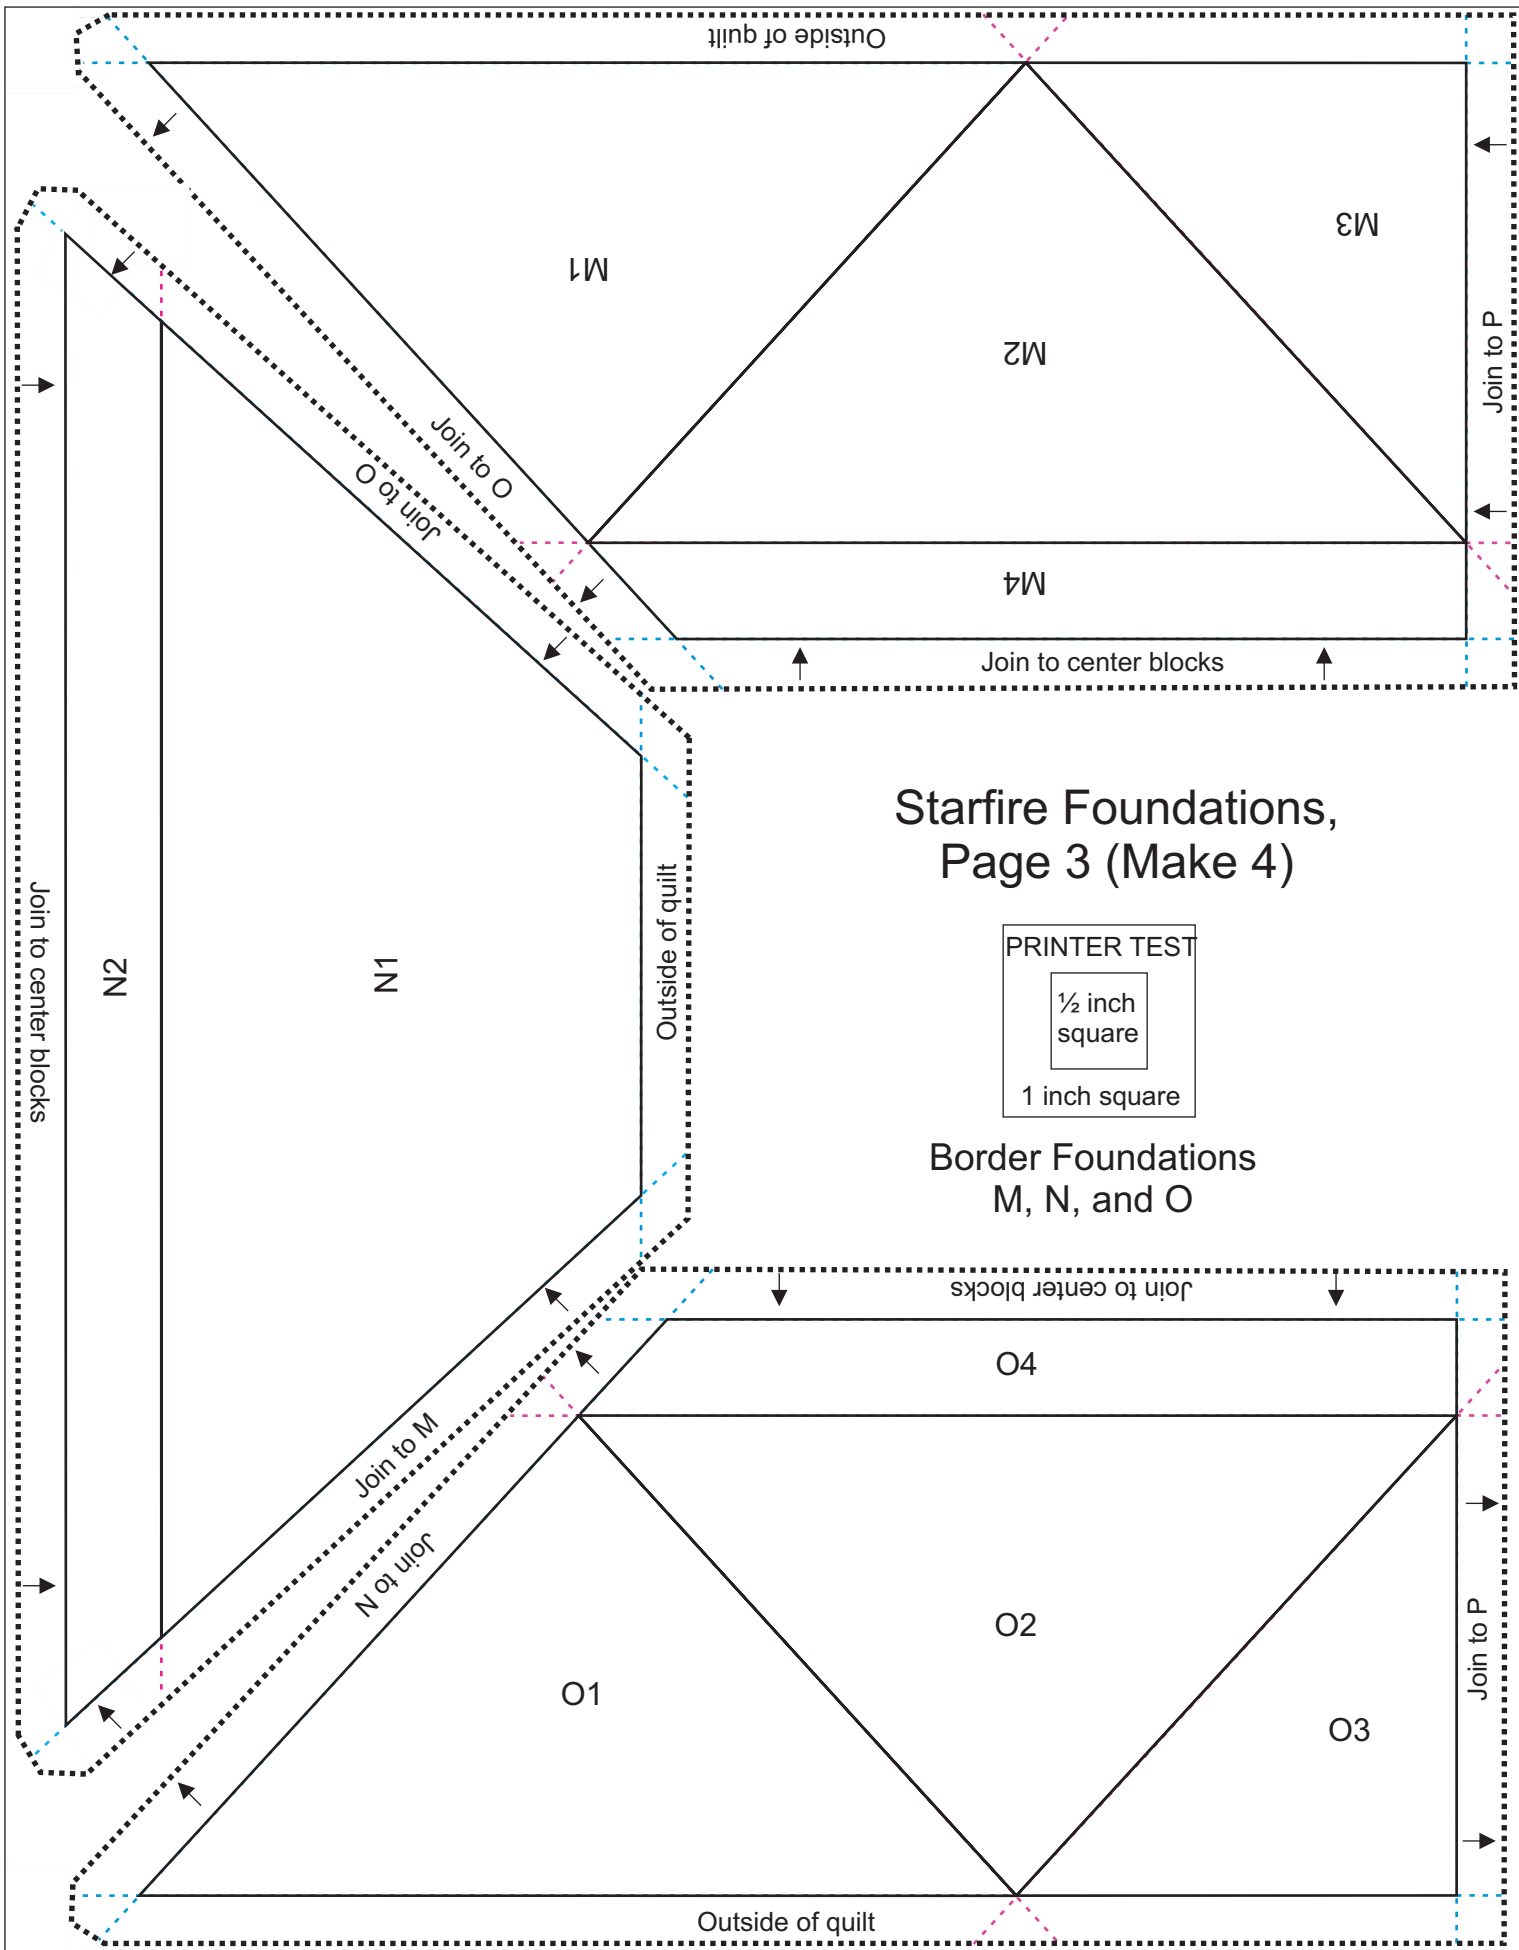 Outside of quilt
M1
M2
M3
M4
Join to P
Join to O
Join to center blocks
Join to O
N1
N2
Join to center blocks
Outside of quilt
Join to M
Starfire Foundations,
Page 3 (Make 4)
PRINTER TEST
½ inch
square
1 inch square
Border Foundations
M, N, and O
Join to center blocks
O4
O2
O1
O3
Join to N
Join to P
Outside of quilt